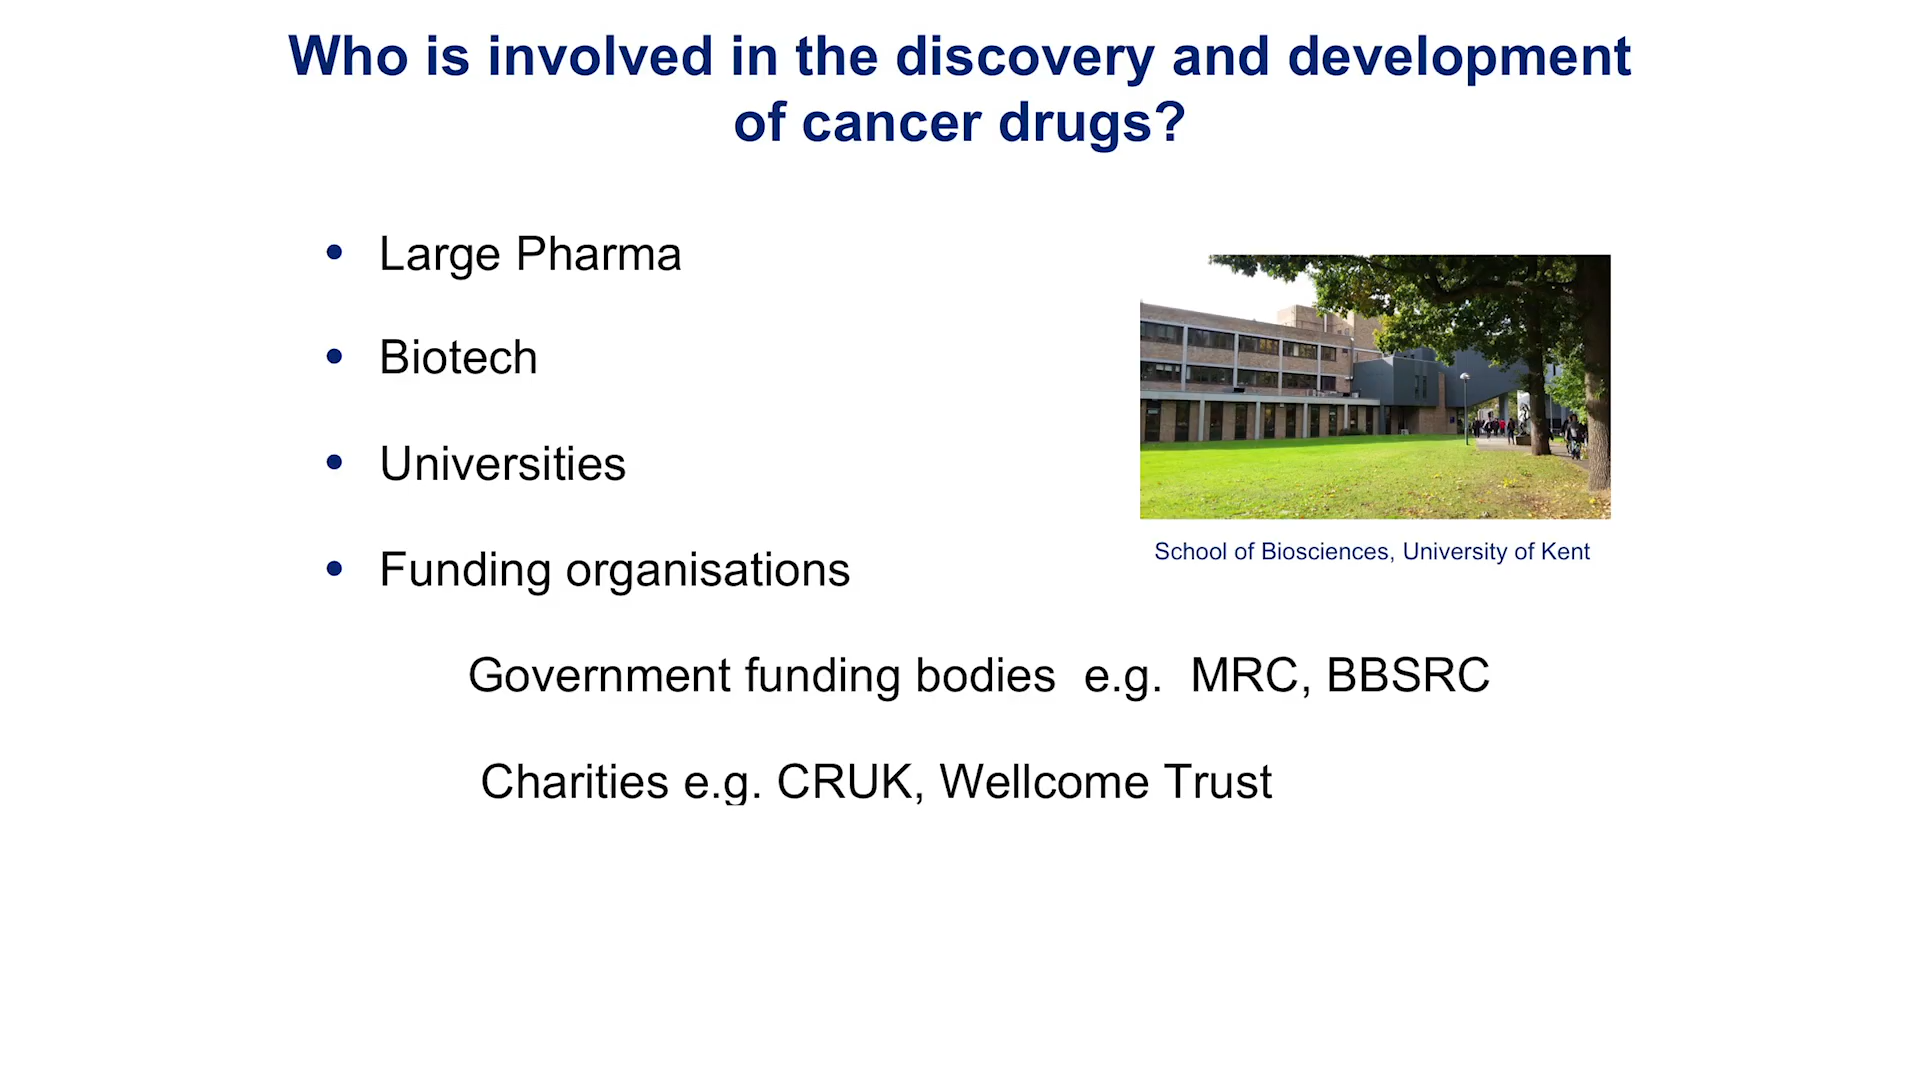 Who is involved in the discovery and development
of cancer drugs?
• Large Pharma
• Biotech
• Universities
• Funding organisations
Government funding bodies e.g. MRC, BBSRC
Charities e.g. CRUK, Wellcome Trust
School of Biosciences, University of Kent